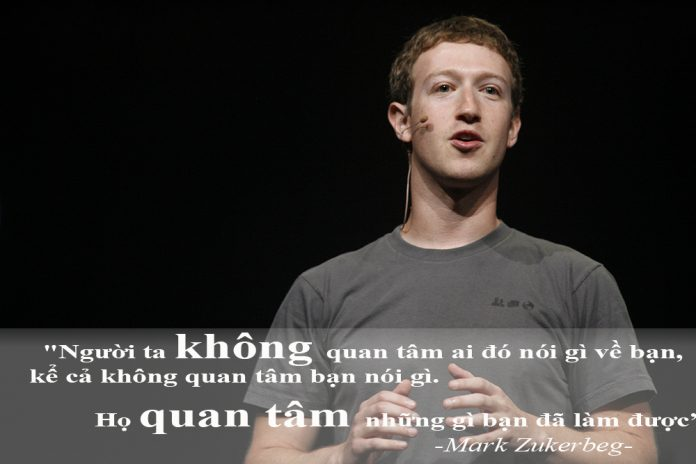 "Người ta không quan tâm ai đó nói gì về bạn,
kể cả không quan tâm bạn nói gì.
Họ quan tâm những gì bạn đã làm được"
-Mark Zukerbeg-